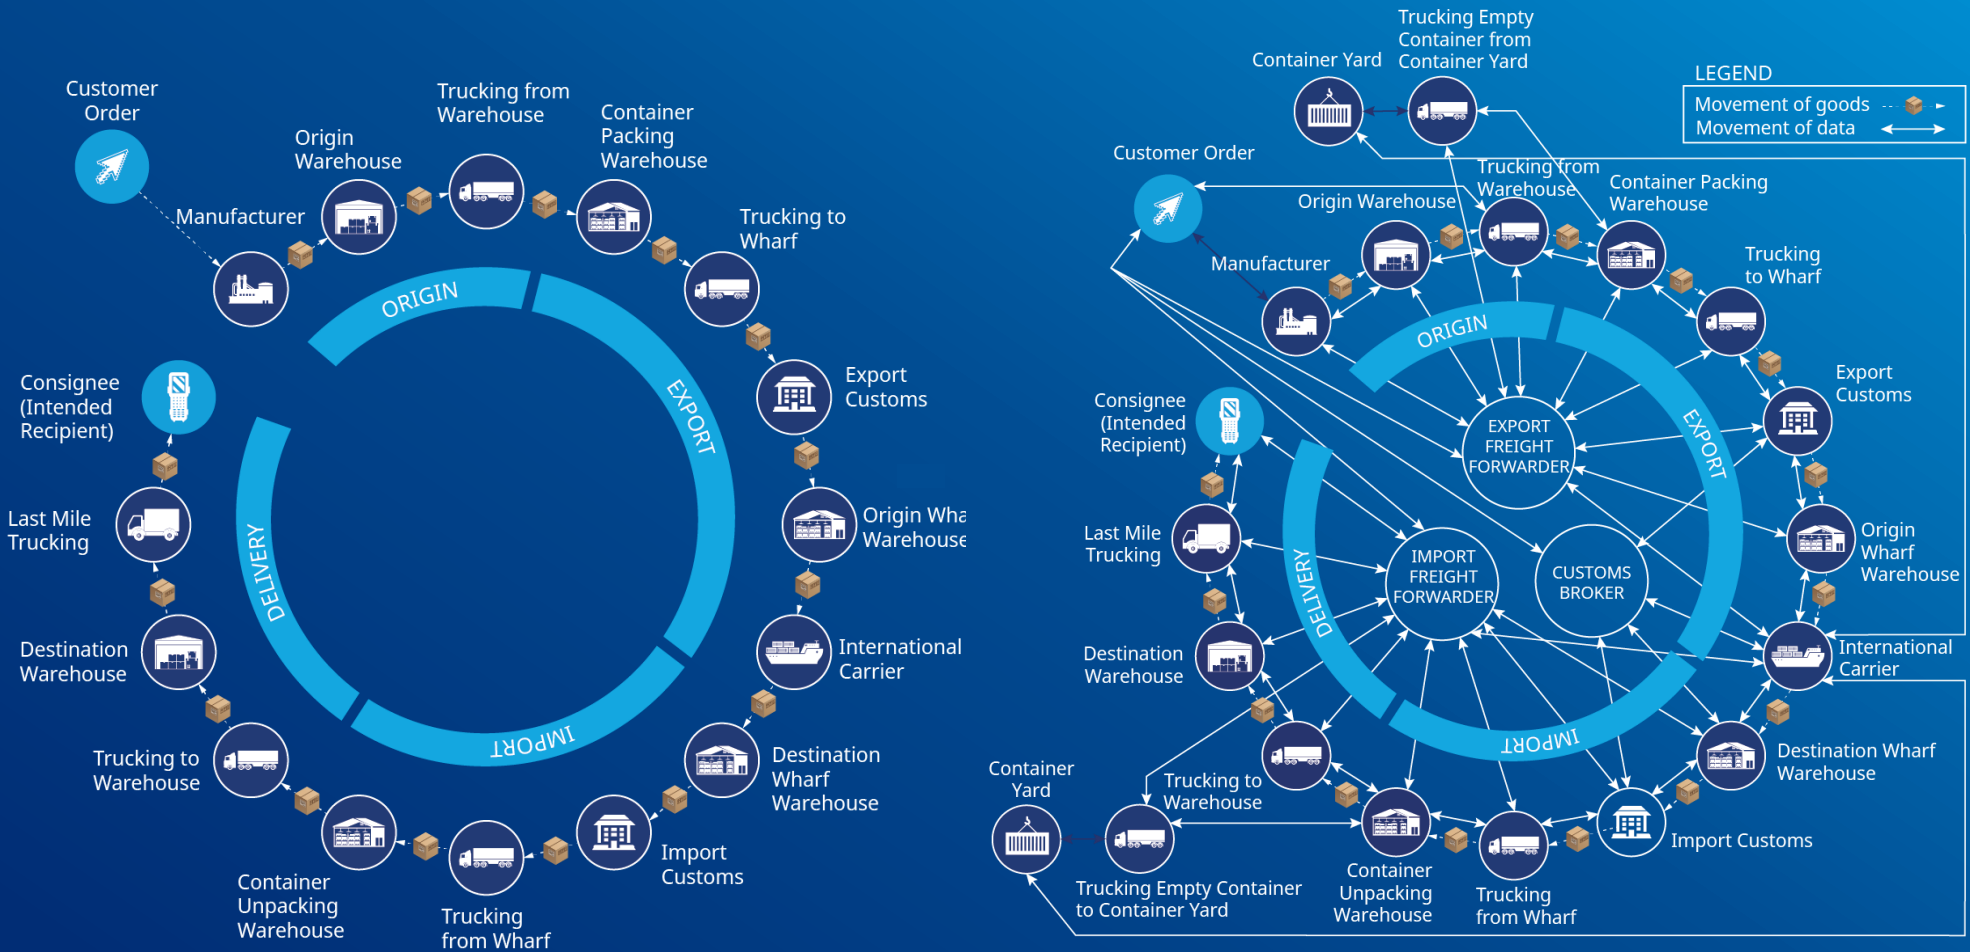 Customer
Order
Manufacturer
Origin
Warehouse
Trucking from
Warehouse
Container
Packing
Warehouse
Trucking to
Wharf
Export
Customs
Origin Wha
Warehouse
International
Carrier
Destination
Wharf
Warehouse
Import
Customs
Trucking
from Wharf
Container
Unpacking
Warehouse
Trucking to
Warehouse
Destination
Warehouse
Last Mile
Trucking
Consignee
(Intended
Recipient)
ORIGIN
EXPORT
IMPORT
DELIVERY
LEGEND
Movement of goods
Movement of data
Container Yard
Trucking Empty
Container from
Container Yard
Customer Order
Manufacturer
Origin Warehouse
Trucking from
Warehouse
Container Packing
Warehouse
Trucking
to Wharf
Export
Customs
Origin
Wharf
Warehouse
International
Carrier
Destination Wharf
Warehouse
Import Customs
Trucking
from Wharf
Container
Unpacking
Warehouse
Trucking to
Warehouse
Trucking Empty Container
to Container Yard
Container
Yard
Destination
Warehouse
Last Mile
Trucking
Consignee
(Intended
Recipient)
ORIGIN
EXPORT
IMPORT
DELIVERY
EXPORT
FREIGHT
FORWARDER
IMPORT
FREIGHT
FORWARDER
CUSTOMS
BROKER